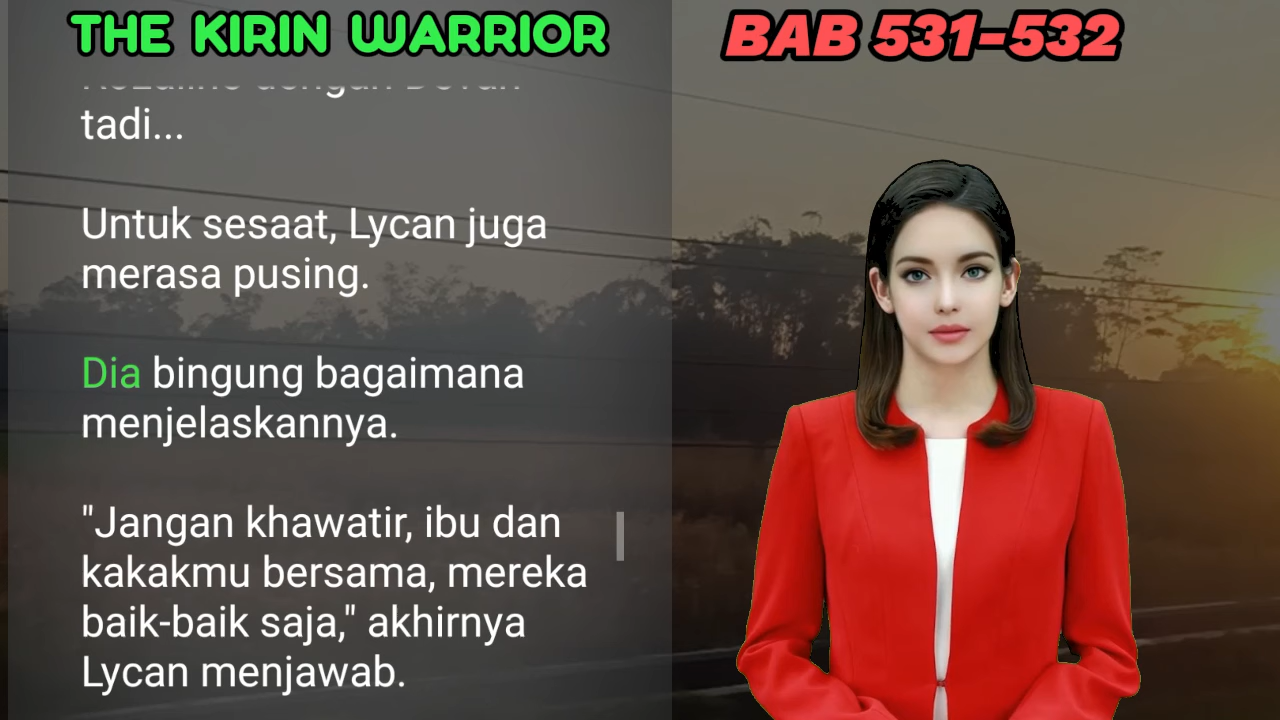 THE KIRIN WARRIOR
BAB 531-532
tadi...
Untuk sesaat, Lycan juga
merasa pusing.
Dia bingung bagaimana
menjelaskannya.
"Jangan khawatir, ibu dan
kakakmu bersama, mereka
baik-baik saja," akhirnya
Lycan menjawab.